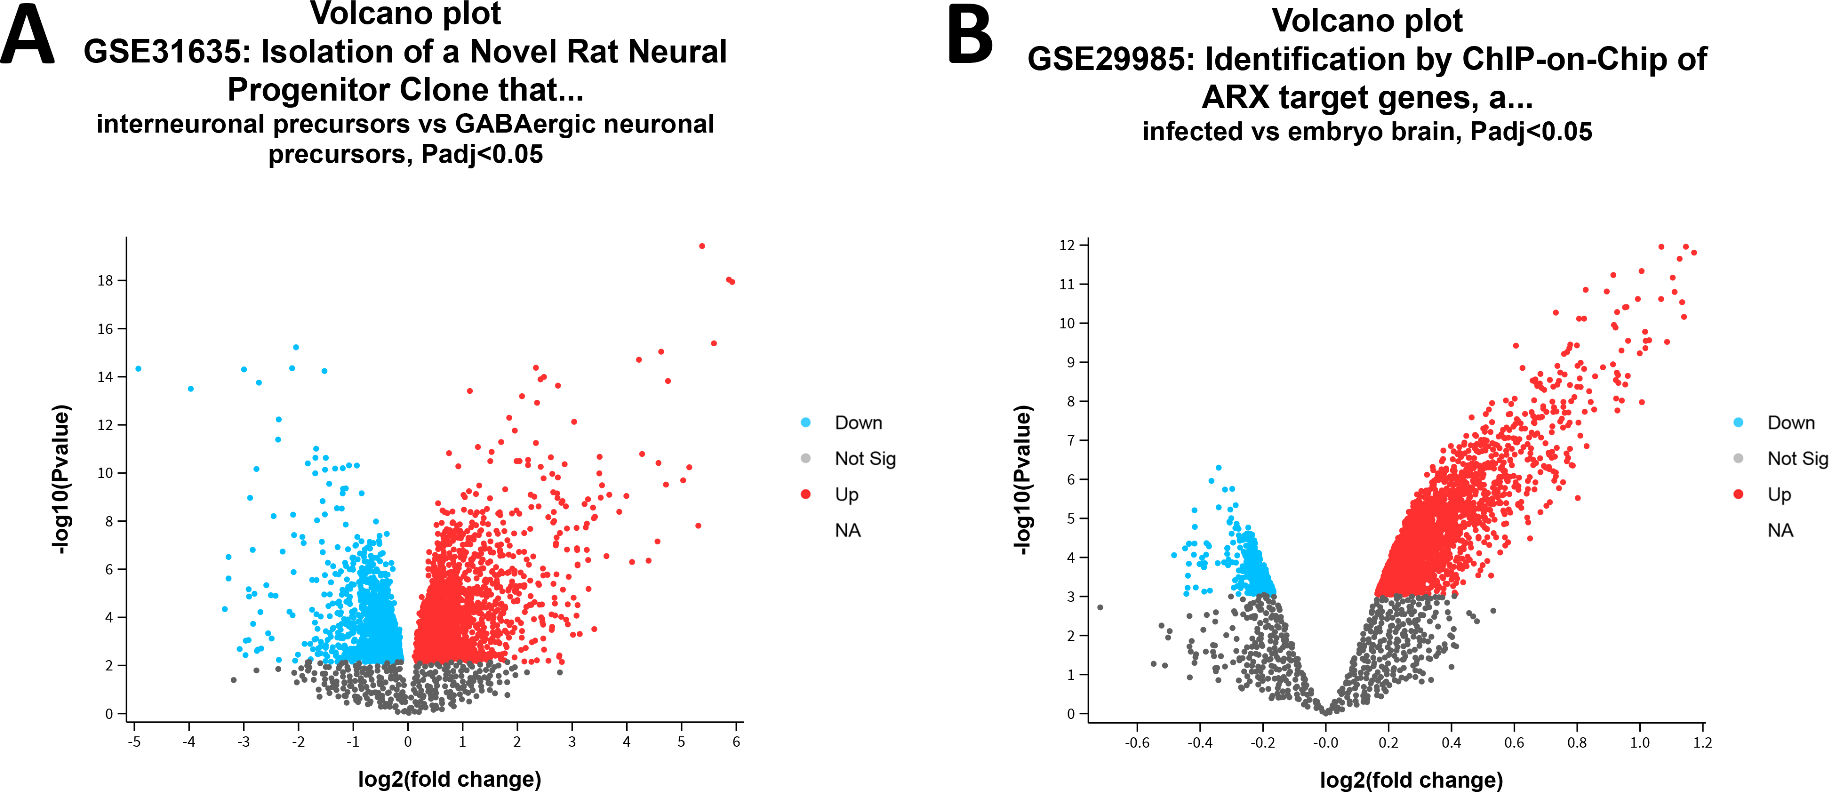 A
Volcano plot
GSE31635: Isolation of a Novel Rat Neural
Progenitor Clone that...
interneuronal precursors vs GABAergic neuronal
precursors, Padj<0.05
-log10(Pvalue)
18
16
14
12
10
8
6
4
2
0
-5 -4 -3 -2 -1 0 1 2 3 4 5 6
log2(fold change)
Down
Not Sig
Up
NA
B
Volcano plot
GSE29985: Identification by ChIP-on-Chip of
ARX target genes, a...
infected vs embryo brain, Padj<0.05
-log10(Pvalue)
12
11
10
9
8
7
6
5
4
3
2
1
0
-0.6 -0.4 -0.2 -0.0 0.2 0.4 0.6 0.8 1.0 1.2
log2(fold change)
Down
Not Sig
Up
NA